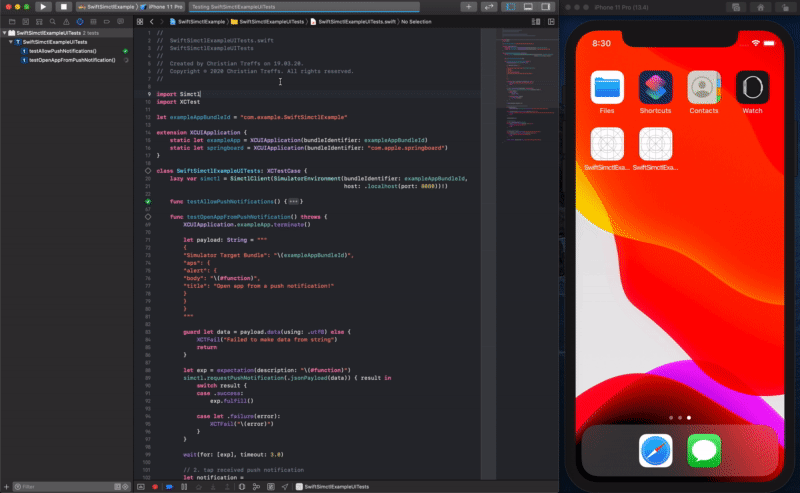 SwiftSimctlExample
iPhone 11 Pro
Testing SwiftSimctlExampleUITests
iPhone 11 Pro (13.4)
SwiftSimctlExample
SwiftSimctlExampleUITests
SwiftSimctlExampleUITests.swift
No Selection
SwiftSimctlExampleUITests 2 tests
SwiftSimctlExampleUITests
testAllowPushNotifications()
testOpenAppFromPushNotification()
//
// SwiftSimctlExampleUITests.swift
// SwiftSimctlExampleUITests
//
// Created by Christian Treffs on 19.03.20.
// Copyright © 2020 Christian Treffs. All rights reserved.
//
import Simctl
import XCTest
let exampleAppBundleId = "com.example.SwiftSimctlExample"
extension XCUIApplication {
static let exampleApp = XCUIApplication(bundleIdentifier: exampleAppBundleId)
static let springboard = XCUIApplication(bundleIdentifier: "com.apple.springboard")
}
class SwiftSimctlExampleUITests: XCTestCase {
lazy var simctl = SimctlClient(SimulatorEnvironment(bundleIdentifier: exampleAppBundleId,
host: .localhost(port: 8080))!)
func testAllowPushNotifications() {•••}
func testOpenAppFromPushNotification() throws {
XCUIApplication.exampleApp.terminate()
let payload: String = """
{
"Simulator Target Bundle": "\(exampleAppBundleId)",
"aps": {
"alert": {
"body": "\(#function)",
"title": "Open app from a push notification!"
}
}
}
"""
guard let data = payload.data(using: .utf8) else {
XCTFail("Failed to make data from string")
return
}
let exp = expectation(description: "\(#function)")
simctl.requestPushNotification(.jsonPayload(data)) { result in
switch result {
case .success:
exp.fulfill()
case let .failure(error):
XCTFail("\(error)")
}
}
wait(for: [exp], timeout: 3.0)
// 2. tap received push notification
let notification =
Filter
SwiftSimctlExampleUITests
8:30
Files
Shortcuts
Contacts
Watch
SwiftSimctlExa...
SwiftSimctlExa...